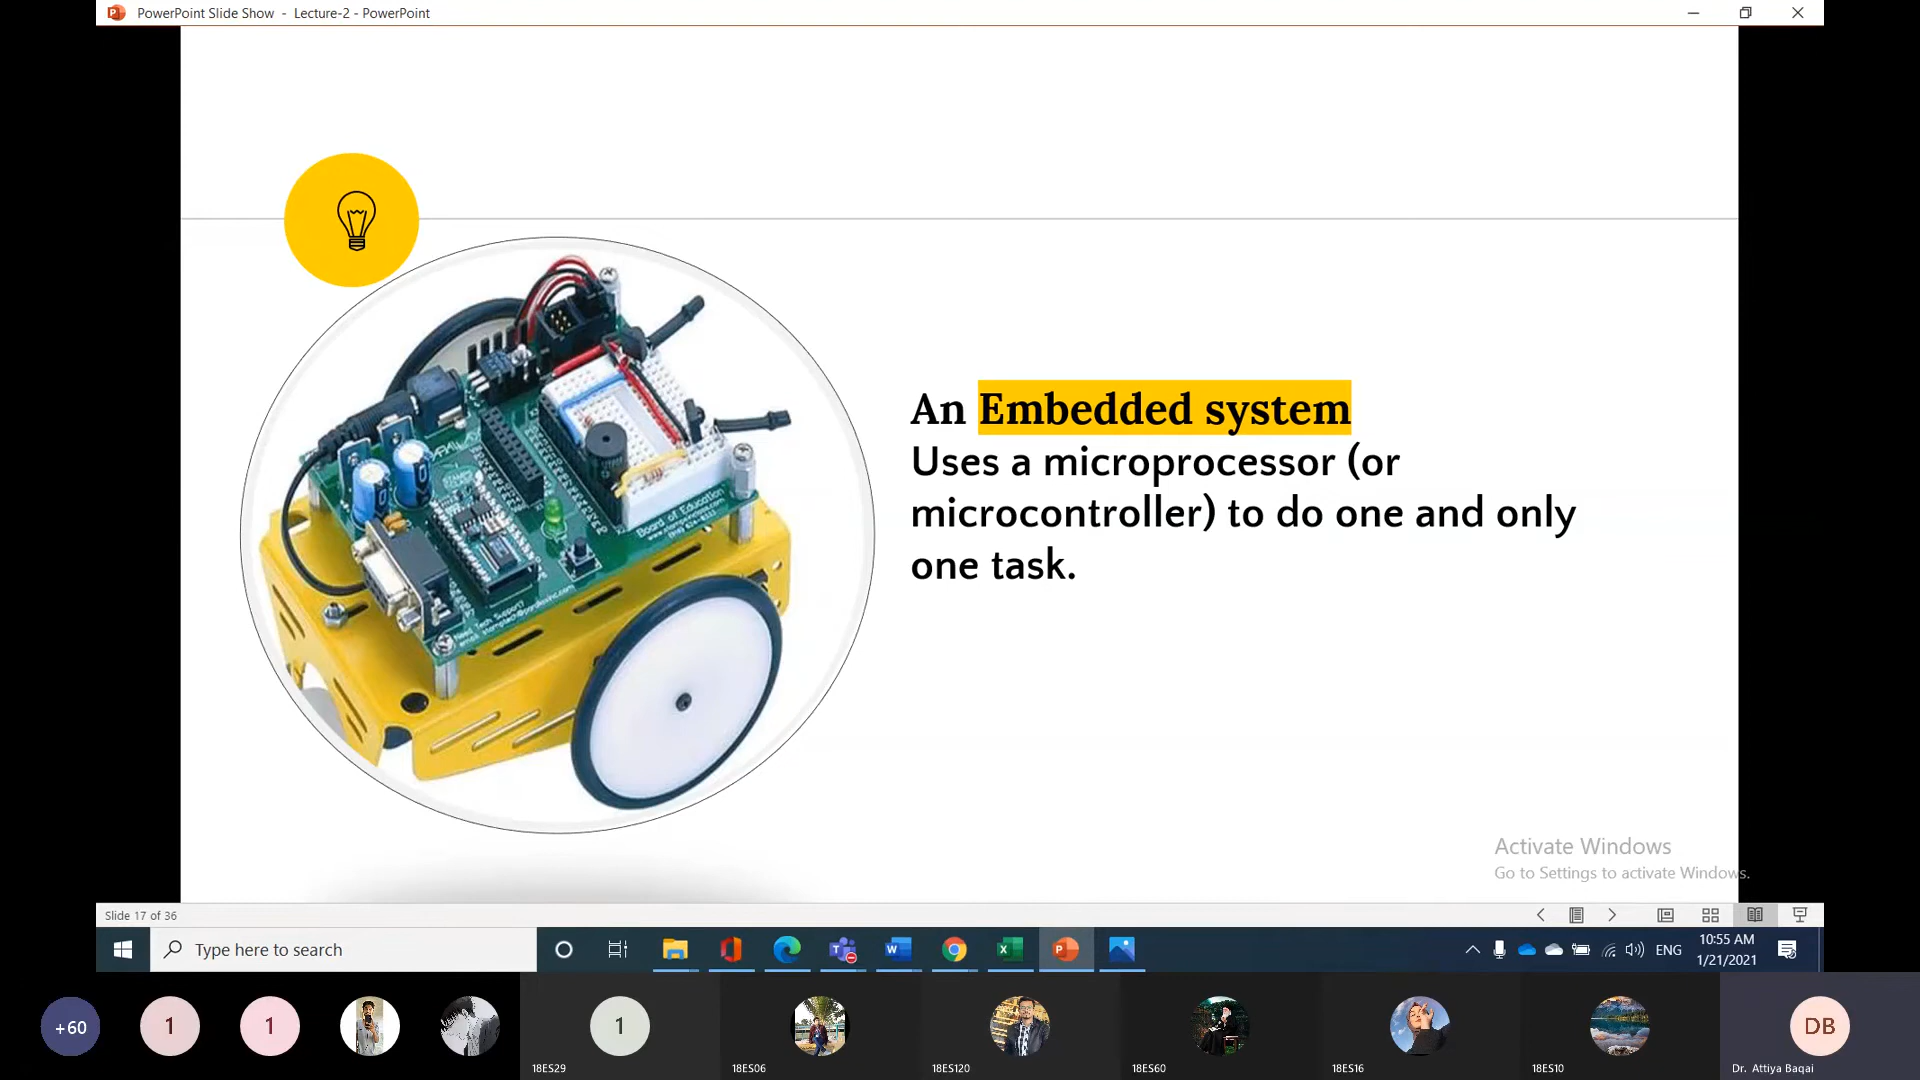 PowerPoint Slide Show - Lecture-2 - PowerPoint
An Embedded system
Uses a microprocessor (or
microcontroller) to do one and only
one task.
Board of Education
Activate Windows
Go to Settings to activate Windows.
Slide 17 of 36
Type here to search
ENG
10:55 AM
1/21/2021
+60
1
1
1
DB
18ES29
18ES06
18ES120
18ES60
18ES16
18ES10
Dr. Attiya Baqai